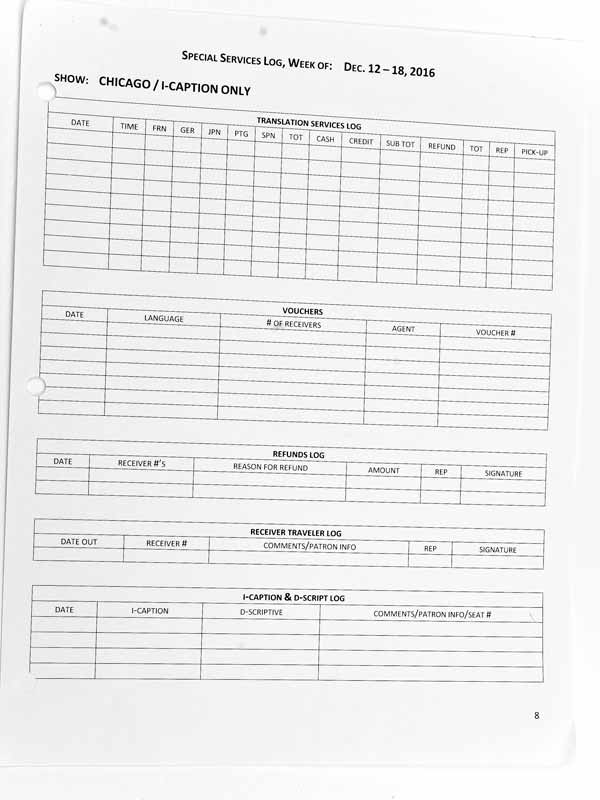 SPECIAL SERVICES LOG, WEEK OF: DEC. 12 – 18, 2016
SHOW: CHICAGO / I-CAPTION ONLY
TRANSLATION SERVICES LOG
DATE TIME FRN GER JPN PTG SPN TOT CASH CREDIT SUB TOT REFUND TOT REP PICK-UP
VOUCHERS
DATE LANGUAGE # OF RECEIVERS AGENT VOUCHER #
REFUNDS LOG
DATE RECEIVER #'S REASON FOR REFUND AMOUNT REP SIGNATURE
RECEIVER TRAVELER LOG
DATE OUT RECEIVER # COMMENTS/PATRON INFO REP SIGNATURE
I-CAPTION & D-SCRIPT LOG
DATE I-CAPTION D-SCRIPTIVE COMMENTS/PATRON INFO/SEAT #
8